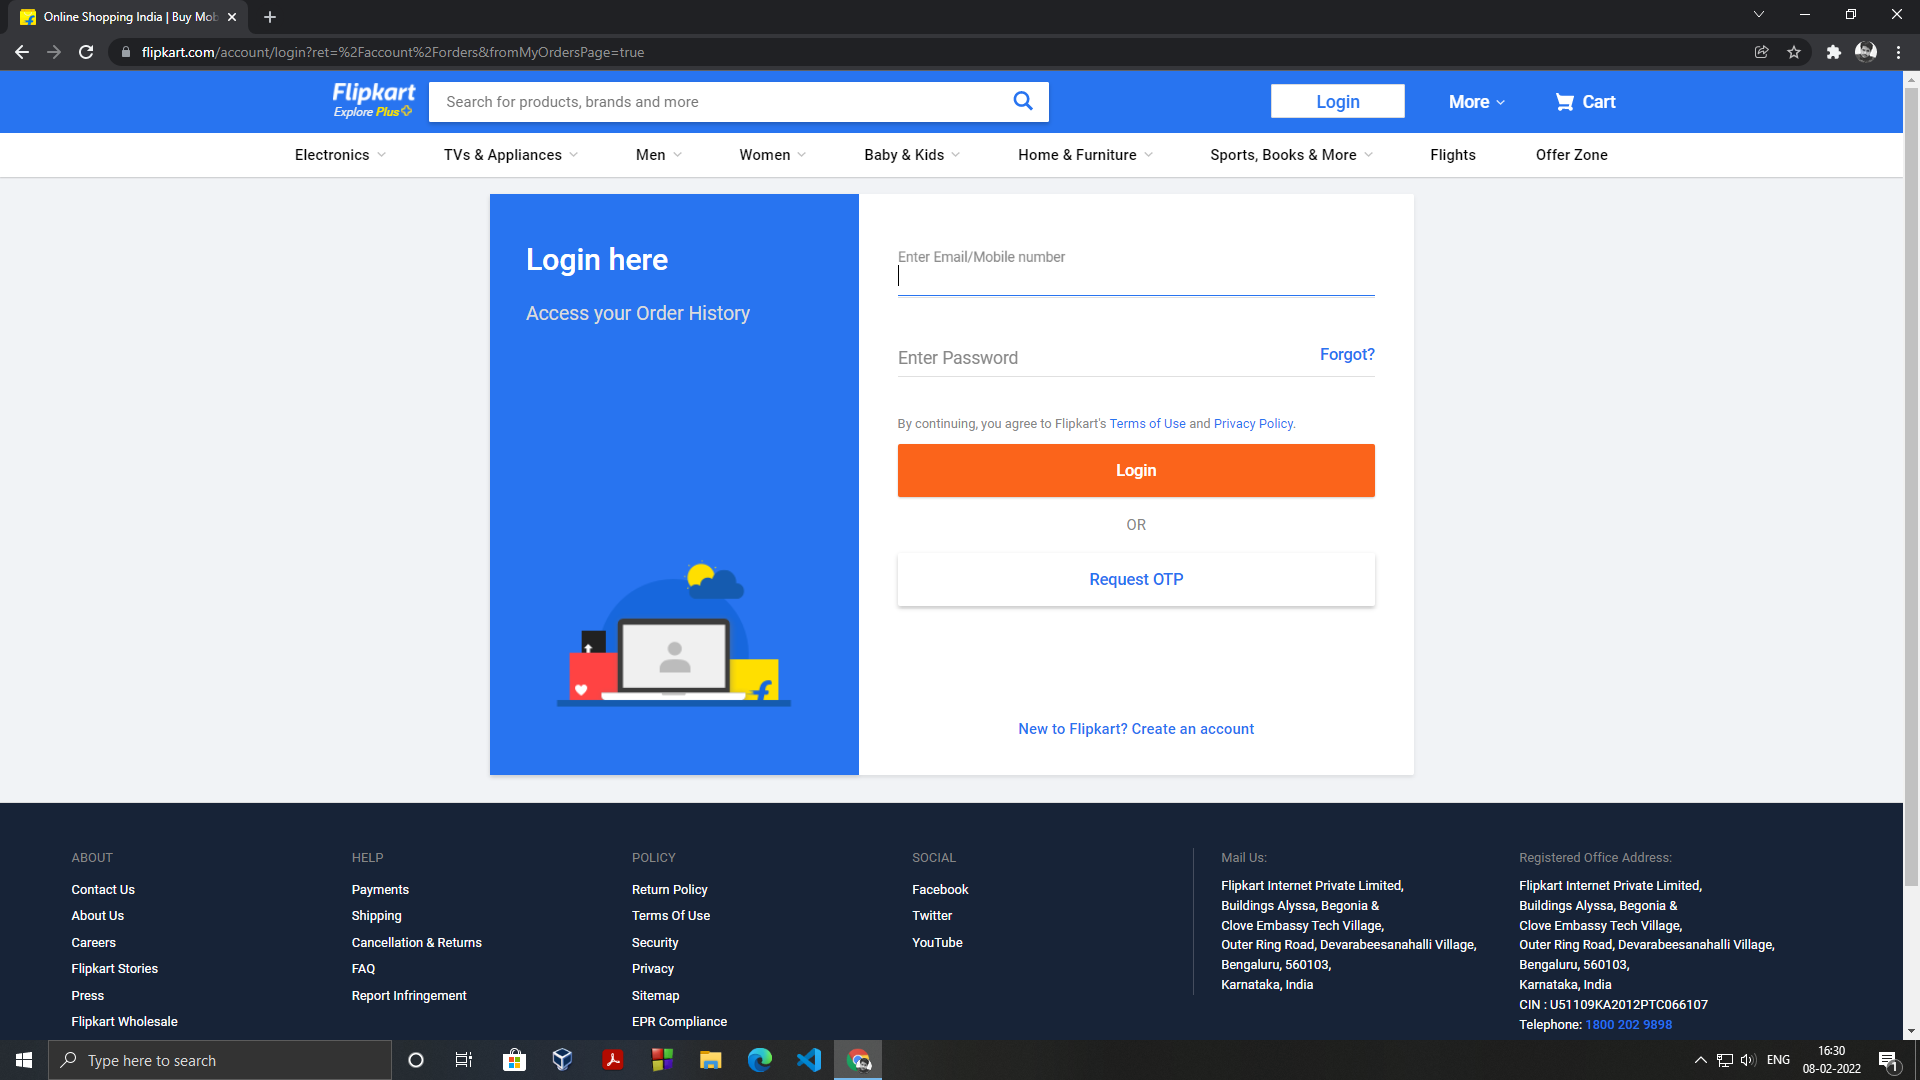 Online Shopping India | Buy Mob
flipkart.com/account/login?ret=%2Faccount%2Forders&fromMyOrdersPage=true
Flipkart
Explore Plus
Search for products, brands and more
Login
More
Cart
Electronics
TVs & Appliances
Men
Women
Baby & Kids
Home & Furniture
Sports, Books & More
Flights
Offer Zone
Login here
Access your Order History
Enter Email/Mobile number
Enter Password
Forgot?
By continuing, you agree to Flipkart's Terms of Use and Privacy Policy.
Login
OR
Request OTP
New to Flipkart? Create an account
ABOUT
Contact Us
About Us
Careers
Flipkart Stories
Press
Flipkart Wholesale
HELP
Payments
Shipping
Cancellation & Returns
FAQ
Report Infringement
POLICY
Return Policy
Terms Of Use
Security
Privacy
Sitemap
EPR Compliance
SOCIAL
Facebook
Twitter
YouTube
Mail Us:
Flipkart Internet Private Limited,
Buildings Alyssa, Begonia &
Clove Embassy Tech Village,
Outer Ring Road, Devarabeesanahalli Village,
Bengaluru, 560103,
Karnataka, India
Registered Office Address:
Flipkart Internet Private Limited,
Buildings Alyssa, Begonia &
Clove Embassy Tech Village,
Outer Ring Road, Devarabeesanahalli Village,
Bengaluru, 560103,
Karnataka, India
CIN : U51109KA2012PTC066107
Telephone: 1800 202 9898
Type here to search
ENG
16:30
08-02-2022
1